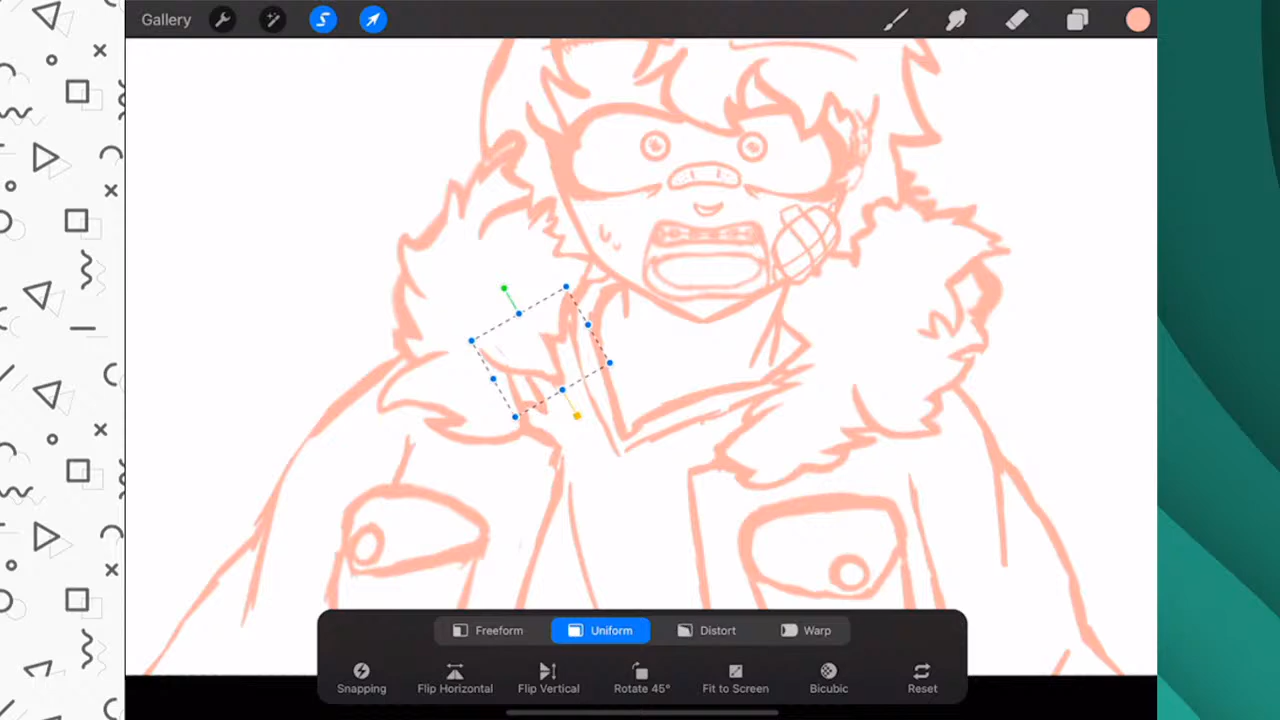 Gallery
Freeform Uniform Distort Warp
Snapping Flip Horizontal Flip Vertical Rotate 45° Fit to Screen Bicubic Reset